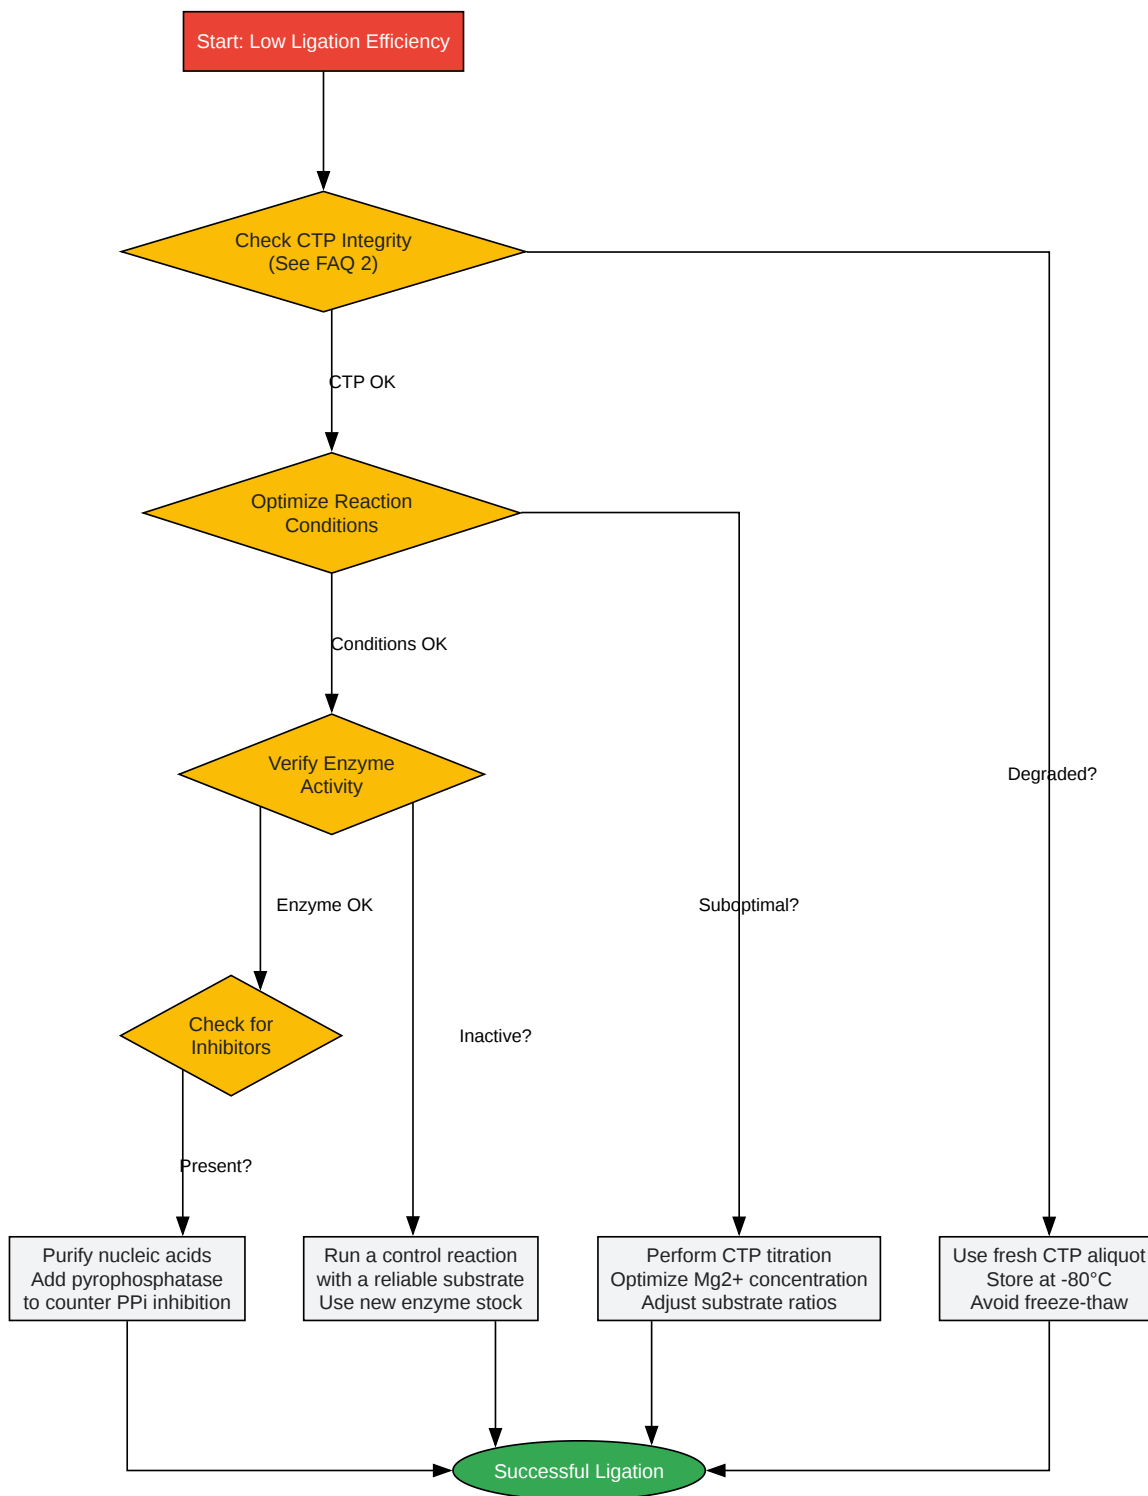 Start: Low Ligation Efficiency
Check CTP Integrity
(See FAQ 2)
CTP OK
Optimize Reaction
Conditions
Conditions OK
Verify Enzyme
Activity
Degraded?
Enzyme OK
Suboptimal?
Check for
Inhibitors
Inactive?
Present?
Purify nucleic acids
Add pyrophosphatase
to counter PPi inhibition
Run a control reaction
with a reliable substrate
Use new enzyme stock
Perform CTP titration
Optimize Mg2+ concentration
Adjust substrate ratios
Use fresh CTP aliquot
Store at -80°C
Avoid freeze-thaw
Successful Ligation